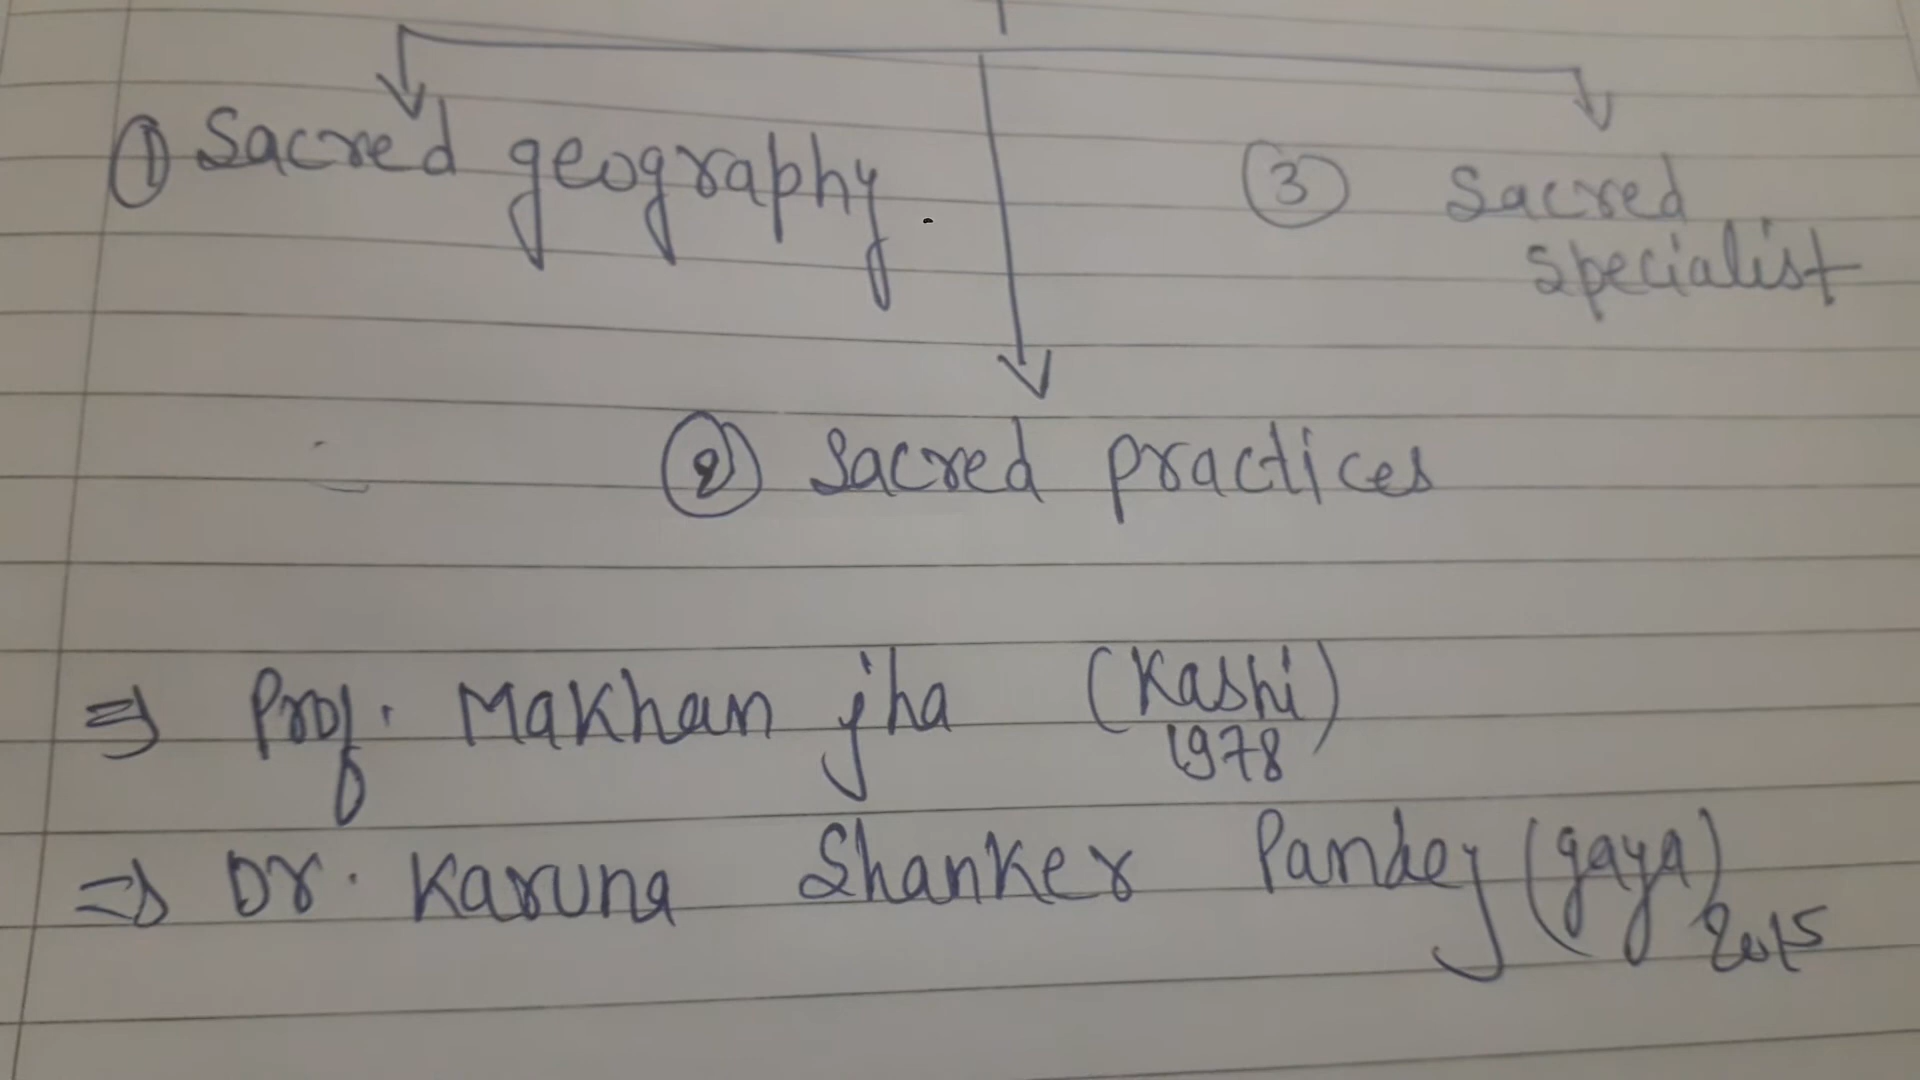 ① Sacred geography.
③ Sacred
specialist
② Sacred practices
⇒ Prof. Makhan jha (Kashi)
1978
⇒ Dr. Karuna Shanker Pandey (gaya)
2015